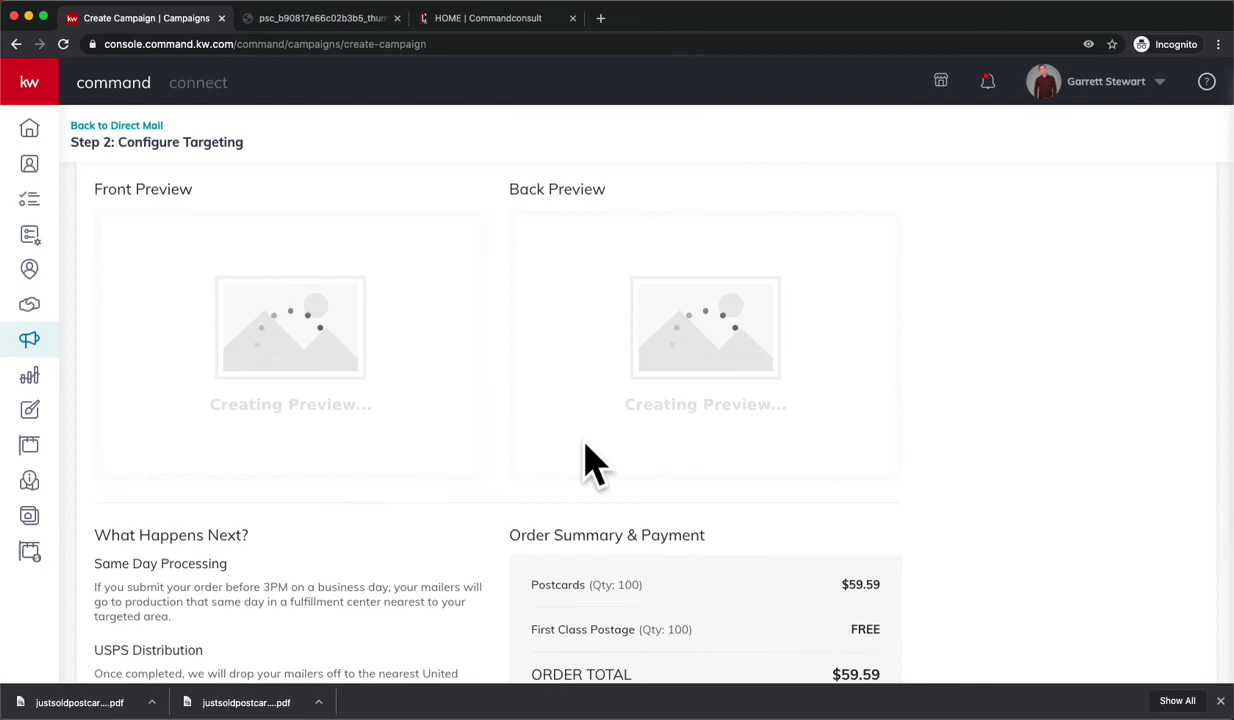 Create Campaign | Campaigns
psc_b90817e66c02b3b5_thum
HOME | Commandconsult
console.command.kw.com/command/campaigns/create-campaign
Incognito
kw
command
connect
Garrett Stewart
Back to Direct Mail
Step 2: Configure Targeting
Front Preview
Back Preview
Creating Preview...
Creating Preview...
What Happens Next?
Same Day Processing
If you submit your order before 3PM on a business day, your mailers will
go to production that same day in a fulfillment center nearest to your
targeted area.
USPS Distribution
Once completed, we will drop your mailers off to the nearest United
Order Summary & Payment
Postcards (Qty: 100)
$59.59
First Class Postage (Qty: 100)
FREE
ORDER TOTAL
$59.59
justsoldpostcar....pdf
justsoldpostcar....pdf
Show All